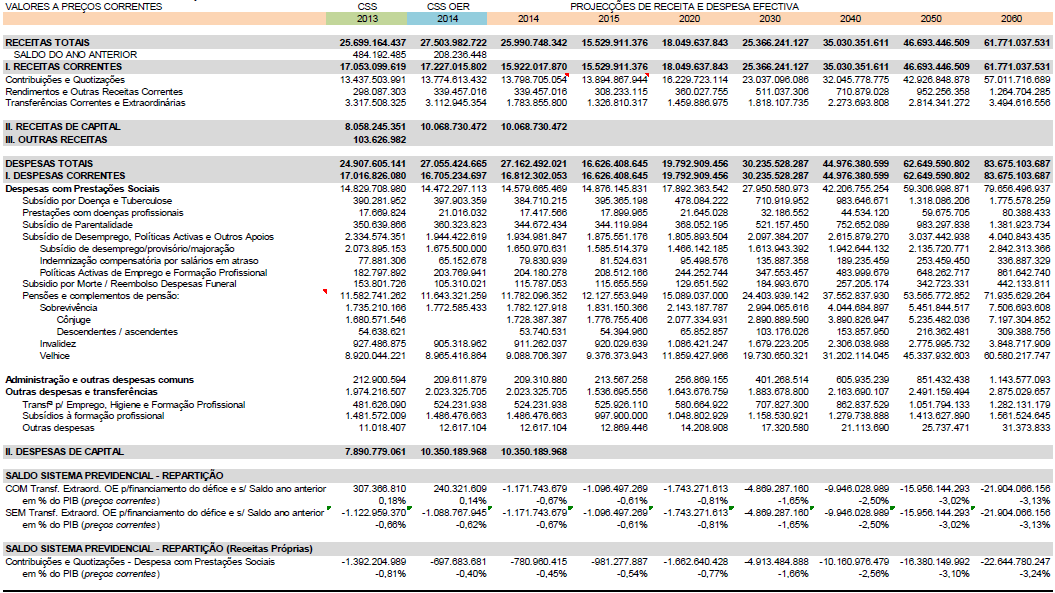 VALORES A PREÇOS CORRENTES CSS CSS OER PROJECÇÕES DE RECEITA E DESPESA EFECTIVA
2013 2014 2014 2015 2020 2030 2040 2050 2060
RECEITAS TOTAIS 25.699.164.437 27.503.982.722 25.990.748.342 15.529.911.376 18.049.637.843 25.366.241.127 35.030.351.611 46.693.446.509 61.771.037.531
SALDO DO ANO ANTERIOR 484.192.485 208.236.448
I. RECEITAS CORRENTES 17.053.099.619 17.227.015.802 15.922.017.870 15.529.911.376 18.049.637.843 25.366.241.127 35.030.351.611 46.693.446.509 61.771.037.531
Contribuições e Quotizações 13.437.503.991 13.774.613.432 13.798.705.054 13.894.867.944 16.229.723.114 23.037.096.086 32.045.778.775 42.926.848.878 57.011.716.689
Rendimentos e Outras Receitas Correntes 298.087.303 339.457.016 339.457.016 308.233.115 360.027.755 511.037.306 710.879.028 952.256.358 1.264.704.285
Transferências Correntes e Extraordinárias 3.317.508.325 3.112.945.354 1.783.855.800 1.326.810.317 1.459.886.975 1.818.107.735 2.273.693.808 2.814.341.272 3.494.616.556
II. RECEITAS DE CAPITAL 8.058.245.351 10.068.730.472 10.068.730.472
III. OUTRAS RECEITAS 103.626.982
DESPESAS TOTAIS 24.907.605.141 27.055.424.665 27.162.492.021 16.626.408.645 19.792.909.456 30.235.528.287 44.976.380.599 62.649.590.802 83.675.103.687
I. DESPESAS CORRENTES 17.016.826.080 16.705.234.697 16.812.302.053 16.626.408.645 19.792.909.456 30.235.528.287 44.976.380.599 62.649.590.802 83.675.103.687
Despesas com Prestações Sociais 14.829.708.980 14.472.297.113 14.579.665.469 14.876.145.831 17.892.363.542 27.950.580.973 42.206.755.254 59.306.998.871 79.656.496.937
Subsídio por Doença e Tuberculose 390.281.952 397.903.359 384.710.215 395.365.198 478.084.222 710.919.952 983.646.671 1.318.086.206 1.775.578.259
Prestações com doenças profissionais 17.669.824 21.016.032 17.417.566 17.899.965 21.645.028 32.186.552 44.534.120 59.675.705 80.388.433
Subsídio de Parentalidade 350.639.866 360.323.823 344.672.434 344.119.984 368.052.195 521.157.450 752.652.089 983.297.838 1.381.923.734
Subsídio de Desemprego, Políticas Activas e Outros Apoios 2.334.574.351 1.944.422.619 1.934.981.847 1.875.551.176 1.805.893.504 2.097.384.207 2.615.879.270 3.037.442.938 4.040.843.435
Subsídio de desemprego/provisório/majoração 2.073.895.153 1.675.500.000 1.650.970.631 1.585.514.379 1.466.142.185 1.613.943.392 1.942.644.132 2.135.720.771 2.842.313.366
Indemnização compensatória por salários em atraso 77.881.306 65.152.678 79.830.939 81.524.631 95.498.576 135.887.358 189.235.459 253.459.450 336.887.329
Políticas Activas de Emprego e Formação Profissional 182.797.892 203.769.941 204.180.278 208.512.166 244.252.744 347.553.457 483.999.679 648.262.717 861.642.740
Subsidio por Morte / Reembolso Despesas Funeral 153.801.726 105.310.021 115.787.053 115.655.559 129.651.592 184.993.670 257.205.174 342.723.331 442.133.811
Pensões e complementos de pensão: 11.582.741.262 11.643.321.259 11.782.096.352 12.127.553.949 15.089.037.000 24.403.939.142 37.552.837.930 53.565.772.852 71.935.629.264
Sobrevivência 1.735.210.166 1.772.585.433 1.782.127.918 1.831.150.366 2.143.187.787 2.994.065.616 4.044.684.897 5.451.844.517 7.506.693.608
Cônjuge 1.680.571.546 1.728.387.387 1.776.755.406 2.077.334.931 2.890.889.590 3.890.826.947 5.235.482.036 7.197.304.852
Descendentes / ascendentes 54.638.621 53.740.531 54.394.960 65.852.857 103.176.026 153.857.950 216.362.481 309.388.756
Invalidez 927.486.875 905.318.962 911.262.037 920.029.639 1.086.421.247 1.679.223.205 2.306.038.988 2.775.995.732 3.848.717.909
Velhice 8.920.044.221 8.965.416.864 9.088.706.397 9.376.373.943 11.859.427.966 19.730.650.321 31.202.114.045 45.337.932.603 60.580.217.747
Administração e outras despesas comuns 212.900.594 209.611.879 209.310.880 213.567.258 256.869.155 401.268.514 605.935.239 851.432.438 1.143.577.093
Outras despesas e transferências 1.974.216.507 2.023.325.705 2.023.325.705 1.536.695.556 1.643.676.759 1.883.678.800 2.163.690.107 2.491.159.494 2.875.029.657
Transfª p/ Emprego, Higiene e Formação Profissional 481.626.090 524.231.938 524.231.938 525.926.110 580.664.922 707.827.300 862.837.529 1.051.794.133 1.282.131.179
Subsídios à formação profissional 1.481.572.009 1.486.476.663 1.486.476.663 997.900.000 1.048.802.929 1.158.530.921 1.279.738.888 1.413.627.890 1.561.524.645
Outras despesas 11.018.407 12.617.104 12.617.104 12.869.446 14.208.908 17.320.580 21.113.690 25.737.471 31.373.833
II. DESPESAS DE CAPITAL 7.890.779.061 10.350.189.968 10.350.189.968
SALDO SISTEMA PREVIDENCIAL - REPARTIÇÃO
COM Transf. Extraord. OE p/financiamento do défice e s/ Saldo ano anterior 307.366.810 240.321.609 -1.171.743.679 -1.096.497.269 -1.743.271.613 -4.869.287.160 -9.946.028.989 -15.956.144.293 -21.904.066.156
em % do PIB (preços correntes) 0,18% 0,14% -0,67% -0,61% -0,81% -1,65% -2,50% -3,02% -3,13%
SEM Transf. Extraord. OE p/financiamento do défice e s/ Saldo ano anterior -1.122.959.370 -1.088.767.945 -1.171.743.679 -1.096.497.269 -1.743.271.613 -4.869.287.160 -9.946.028.989 -15.956.144.293 -21.904.066.156
em % do PIB (preços correntes) -0,66% -0,62% -0,67% -0,61% -0,81% -1,65% -2,50% -3,02% -3,13%
SALDO SISTEMA PREVIDENCIAL - REPARTIÇÃO (Receitas Próprias)
Contribuições e Quotizações - Despesa com Prestações Sociais -1.392.204.989 -697.683.681 -780.960.415 -981.277.887 -1.662.640.428 -4.913.484.888 -10.160.976.479 -16.380.149.992 -22.644.780.247
em % do PIB (preços correntes) -0,81% -0,40% -0,45% -0,54% -0,77% -1,66% -2,56% -3,10% -3,24%